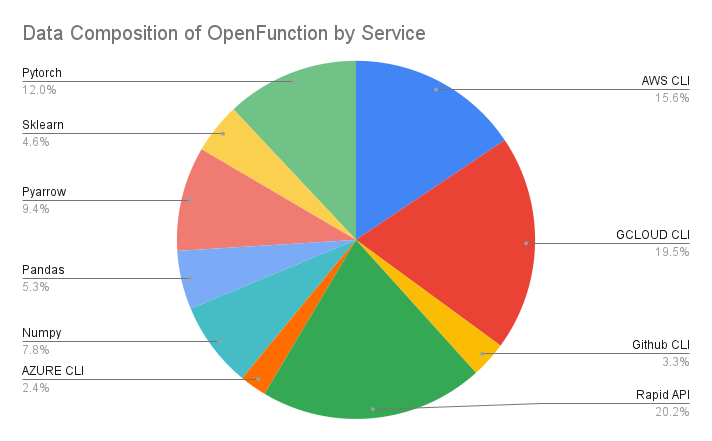 Data Composition of OpenFunction by Service
Pytorch
12.0%
Sklearn
4.6%
Pyarrow
9.4%
Pandas
5.3%
Numpy
7.8%
AZURE CLI
2.4%
AWS CLI
15.6%
GCLOUD CLI
19.5%
Github CLI
3.3%
Rapid API
20.2%